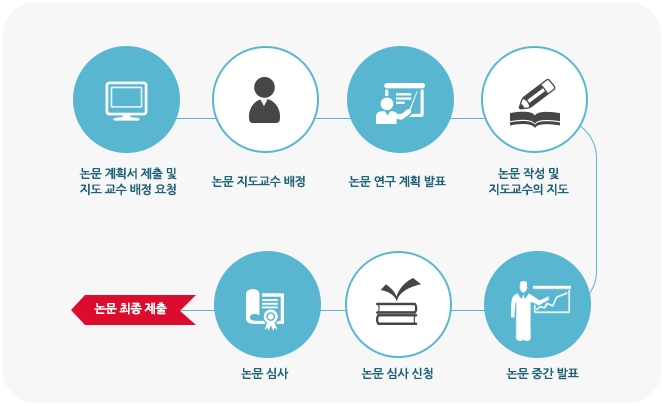 논문 계획서 제출 및
지도 교수 배정 요청
논문 지도교수 배정
논문 연구 계획 발표
논문 작성 및
지도교수의 지도
논문 중간 발표
논문 심사 신청
논문 심사
논문 최종 제출